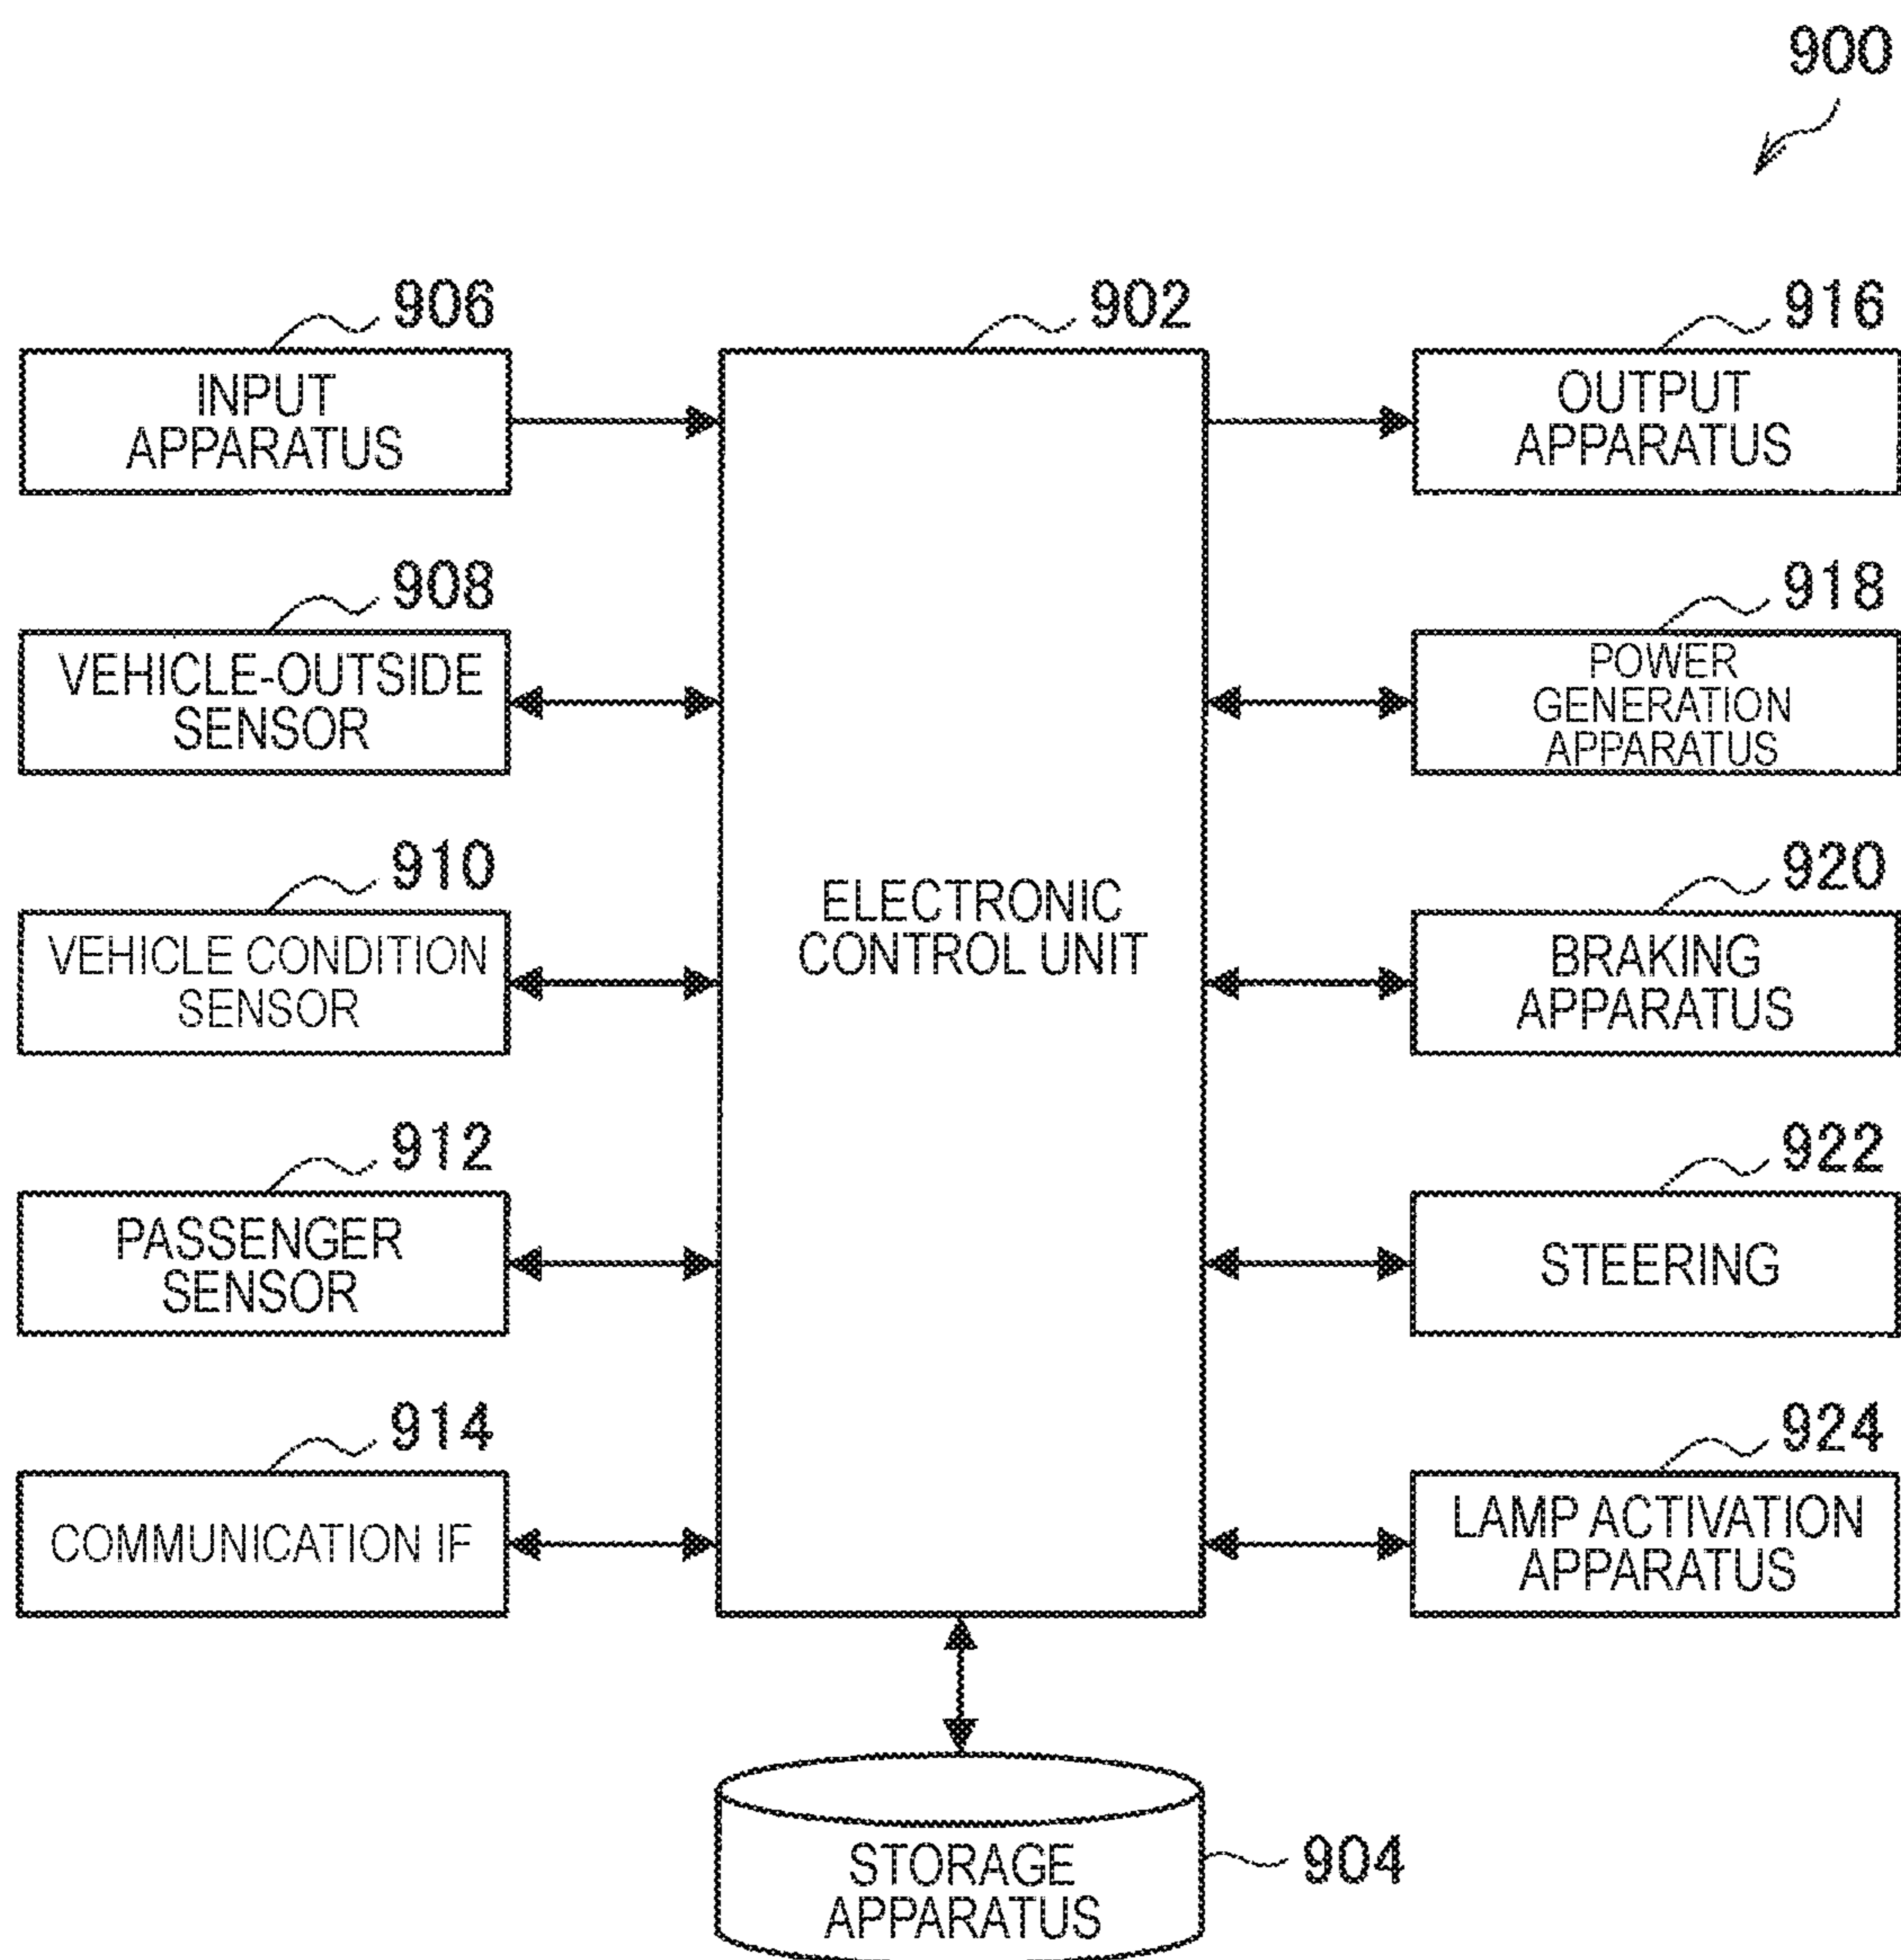 900
906
902
916
INPUT
APPARATUS
OUTPUT
APPARATUS
908
918
VEHICLE-OUTSIDE
SENSOR
POWER
GENERATION
APPARATUS
910
920
VEHICLE CONDITION
SENSOR
ELECTRONIC
CONTROL UNIT
BRAKING
APPARATUS
912
922
PASSENGER
SENSOR
STEERING
914
924
COMMUNICATION IF
LAMP ACTIVATION
APPARATUS
STORAGE
APPARATUS
904